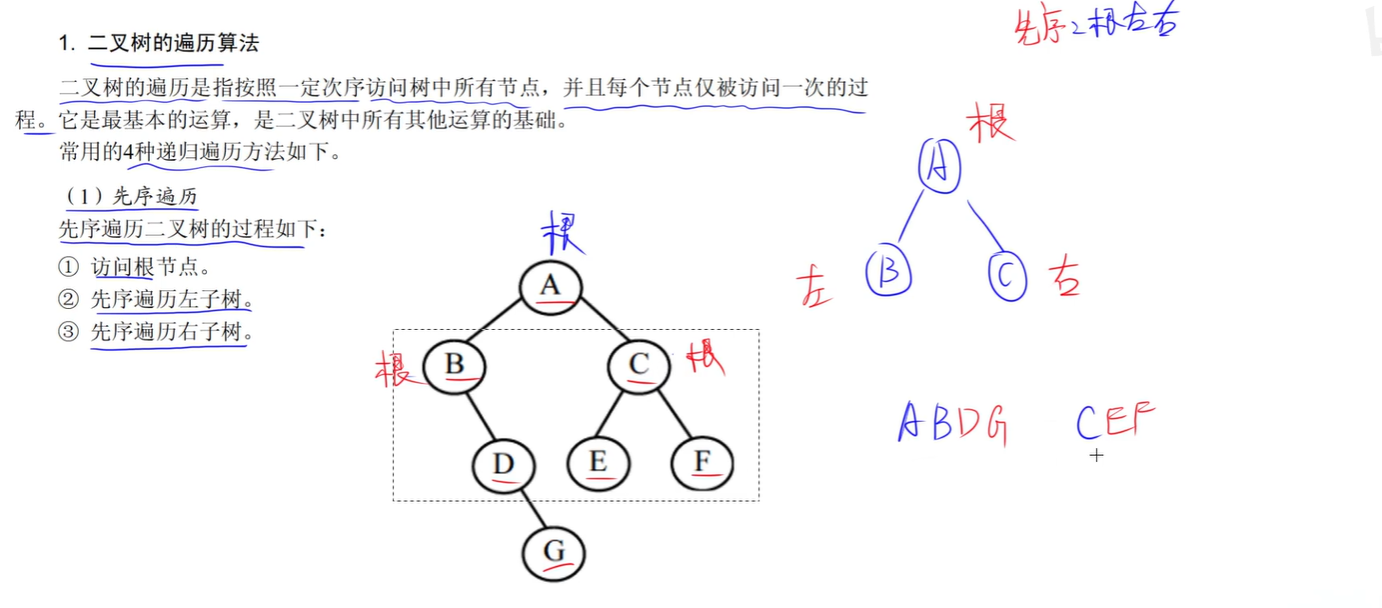 1. 二叉树的遍历算法
二叉树的遍历是指按照一定次序访问树中所有节点，并且每个节点仅被访问一次的过
程。它是最基本的运算，是二叉树中所有其他运算的基础。
常用的4种递归遍历方法如下。
（1）先序遍历
先序遍历二叉树的过程如下：
① 访问根节点。
② 先序遍历左子树。
③ 先序遍历右子树。
根
A
根 B C 根
D E F
G
先序：根左右
根
A
左 B C 右
ABDG CEF